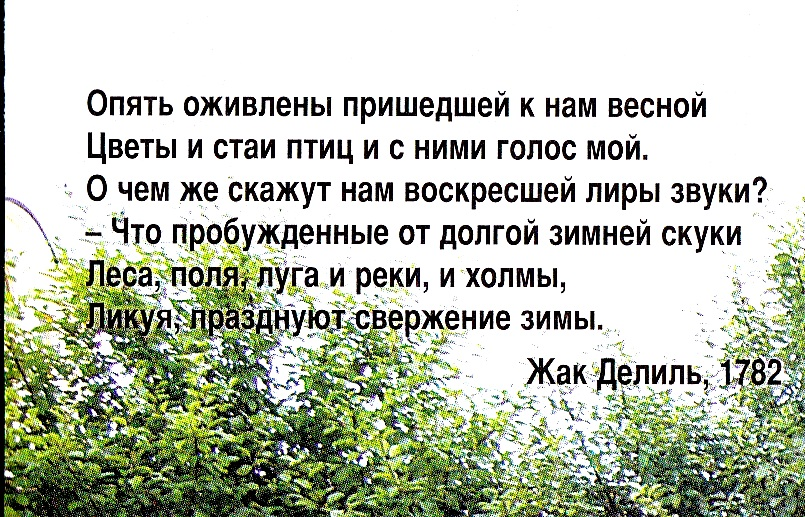 Опять оживлены пришедшей к нам весной
Цветы и стаи птиц и с ними голос мой.
О чем же скажут нам воскресшей лиры звуки?
– Что пробужденные от долгой зимней скуки
Леса, поля, луга и реки, и холмы,
Ликуя, празднуют свержение зимы.
Жак Делиль, 1782